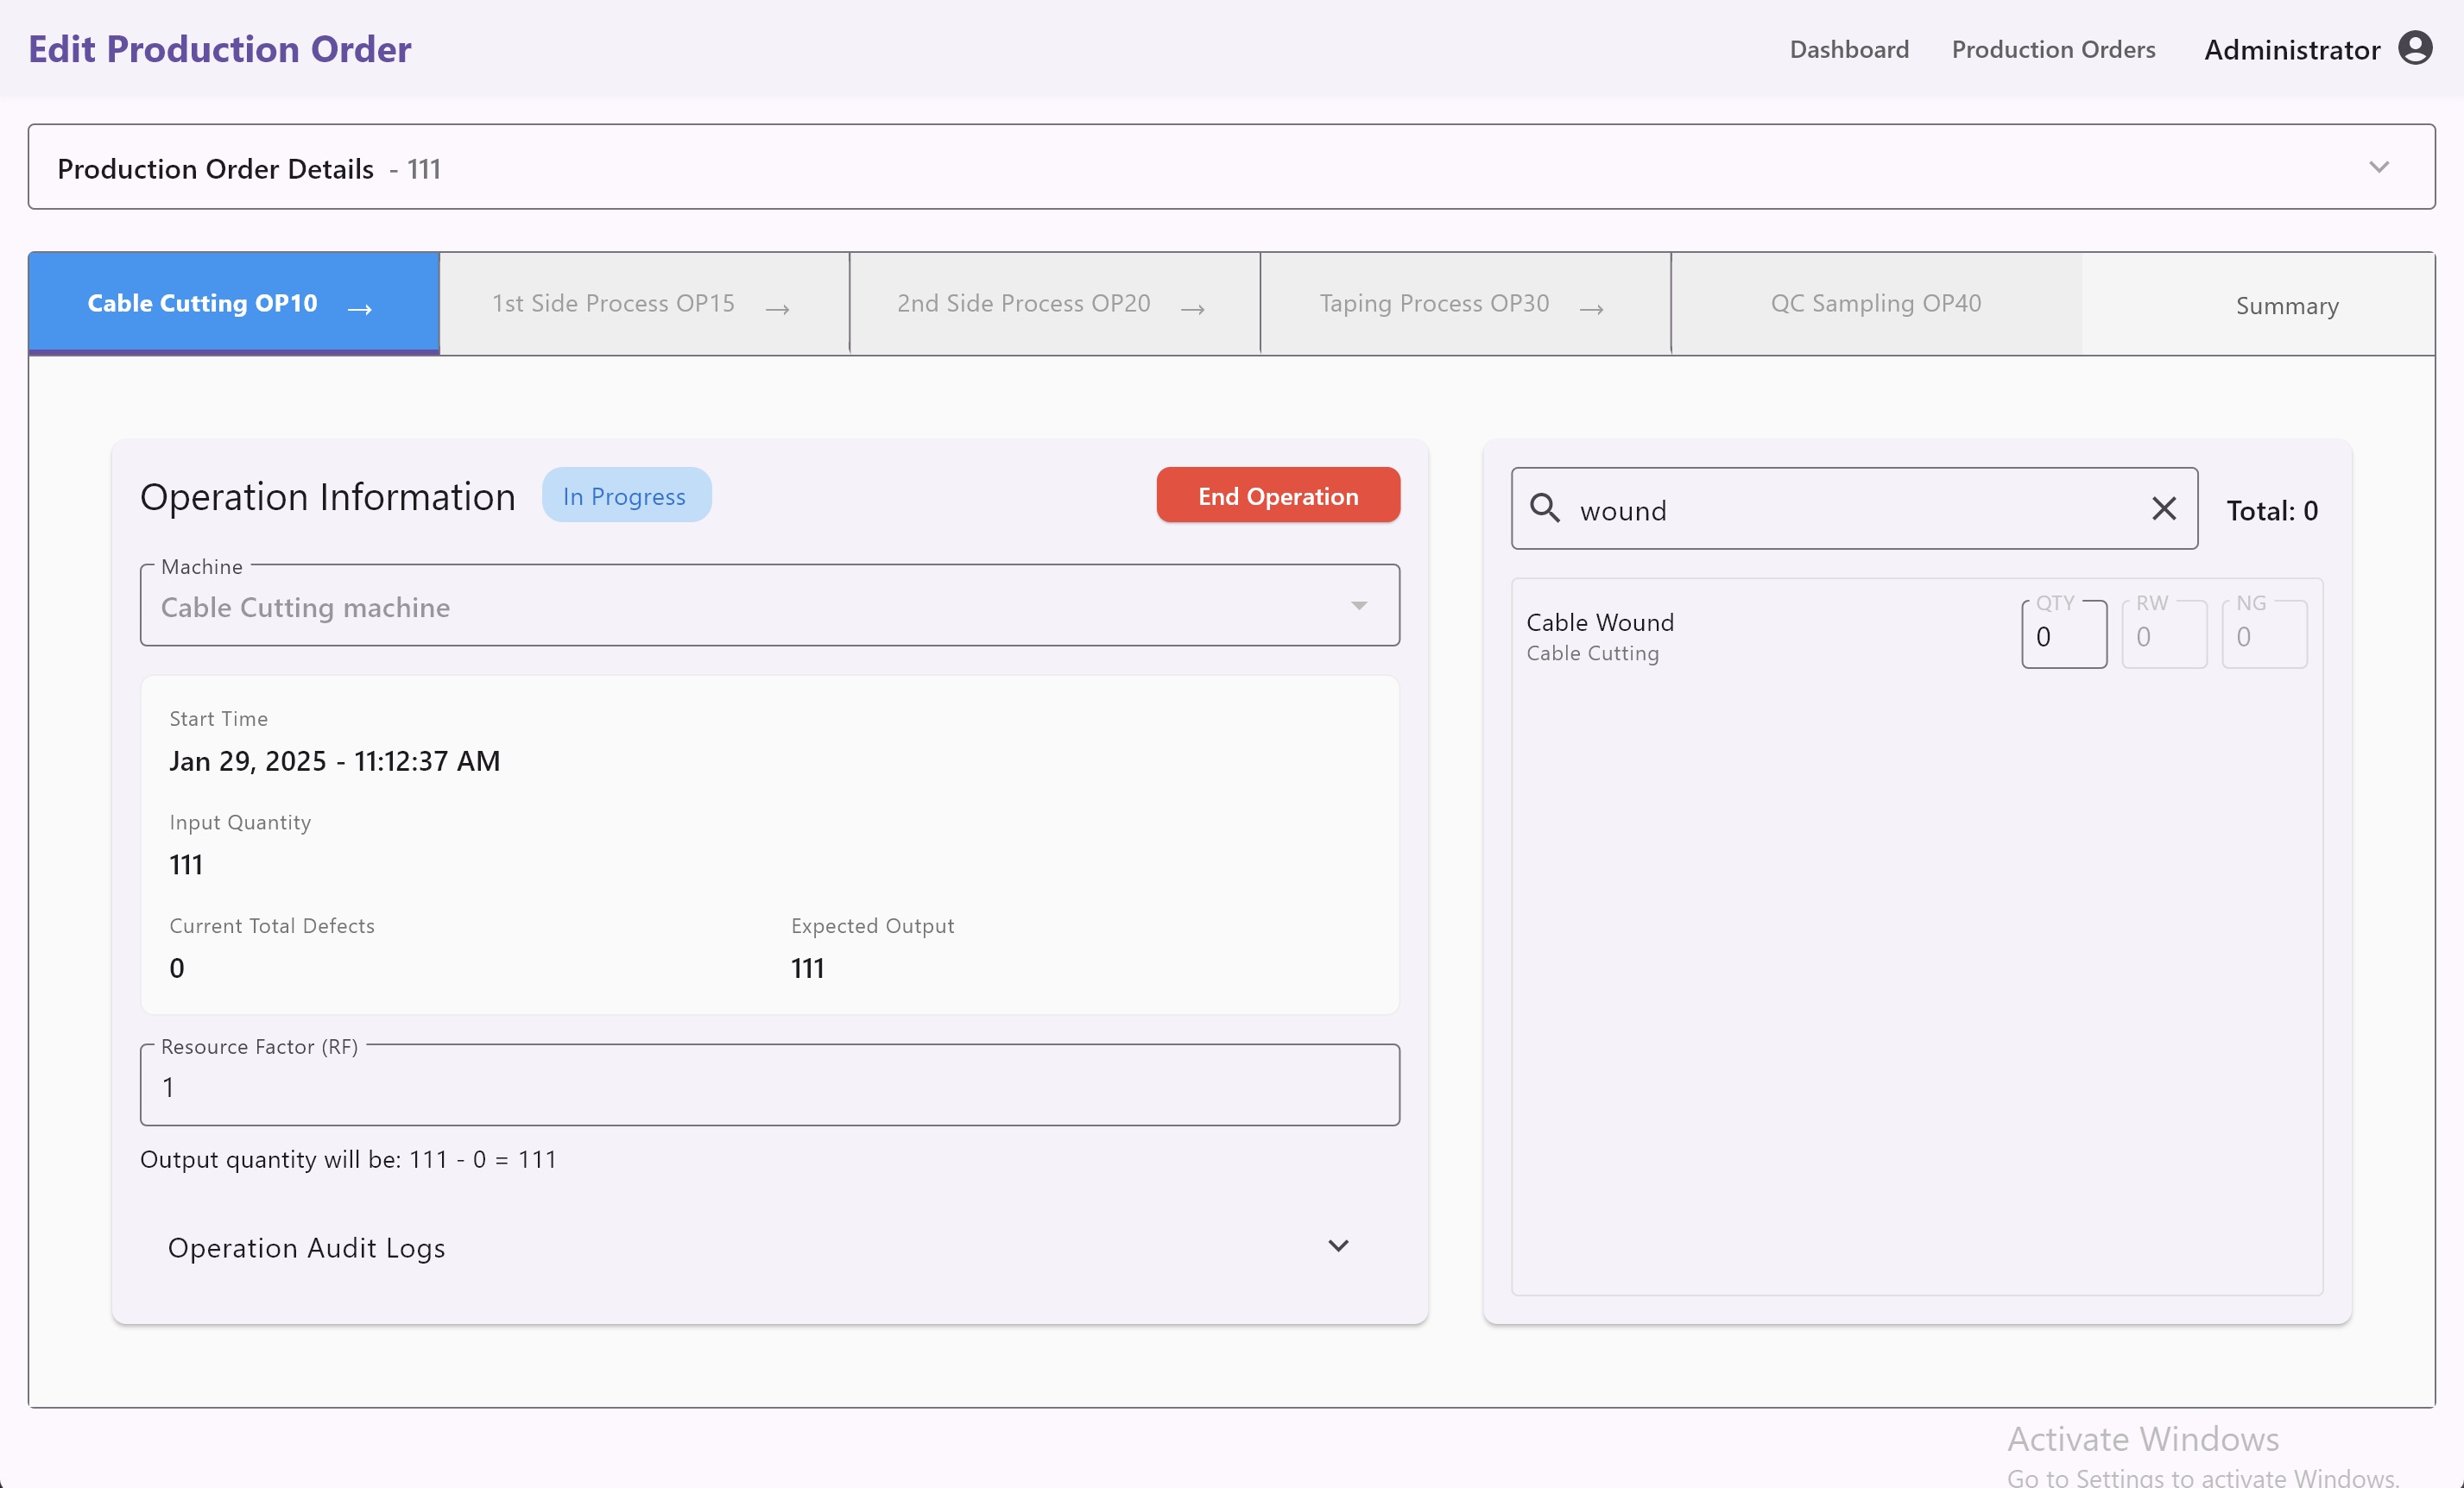 Edit Production Order
Dashboard Production Orders Administrator
Production Order Details - 111
Cable Cutting OP10 → 1st Side Process OP15 → 2nd Side Process OP20 → Taping Process OP30 → QC Sampling OP40 Summary
Operation Information In Progress End Operation
Machine
Cable Cutting machine
Start Time
Jan 29, 2025 - 11:12:37 AM
Input Quantity
111
Current Total Defects Expected Output
0 111
Resource Factor (RF)
1
Output quantity will be: 111 - 0 = 111
Operation Audit Logs
wound Total: 0
QTY RW NG
Cable Wound 0 0 0
Cable Cutting
Activate Windows
Go to Settings to activate Windows.